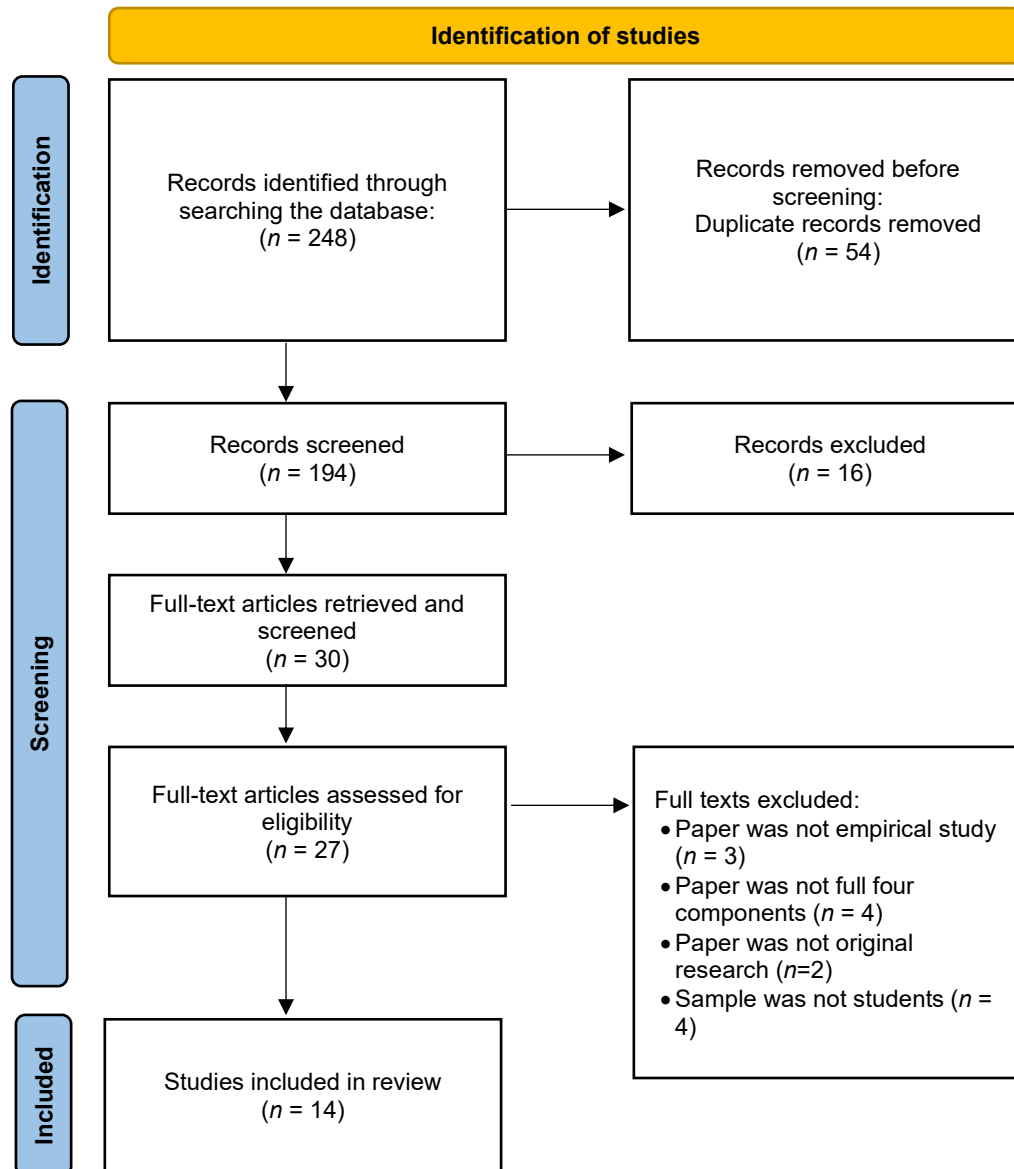 Identification of studies
Identification
Records identified through
searching the database:
(n = 248)
Records removed before
screening:
Duplicate records removed
(n = 54)
Screening
Records screened
(n = 194)
Records excluded
(n = 16)
Full-text articles retrieved and
screened
(n = 30)
Full-text articles assessed for
eligibility
(n = 27)
Full texts excluded:
•Paper was not empirical study
(n = 3)
•Paper was not full four
components (n = 4)
•Paper was not original
research (n=2)
•Sample was not students (n =
4)
Included
Studies included in review
(n = 14)